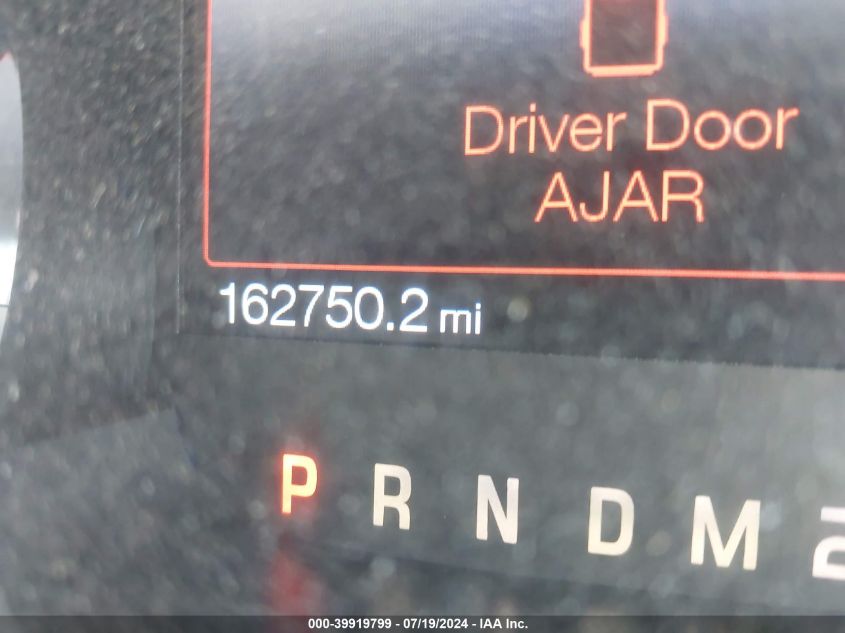 Driver Door
AJAR
162750.2 mi
P R N D M
000-39919799 - 07/19/2024 - IAA Inc.